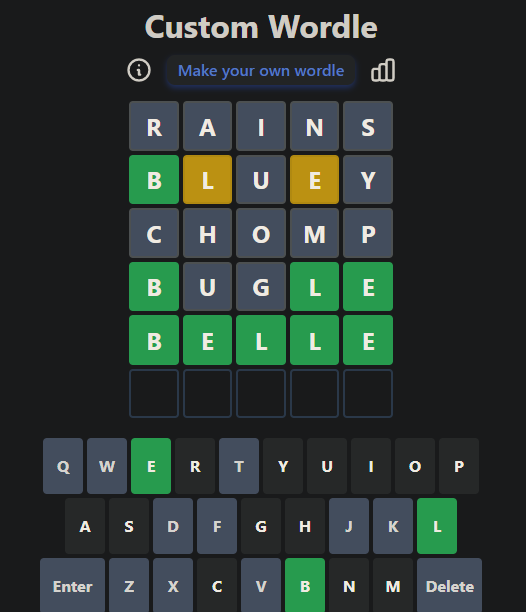 Custom Wordle
Make your own wordle
R A I N S
B L U E Y
C H O M P
B U G L E
B E L L E
Q W E R T Y U I O P
A S D F G H J K L
Enter Z X C V B N M Delete